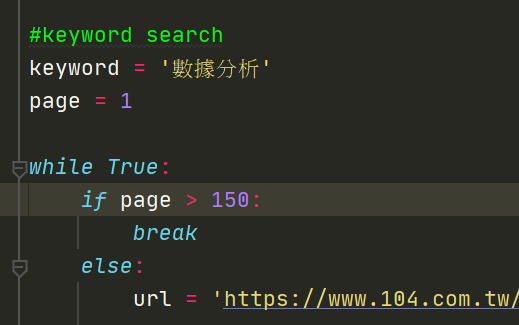 #keyword search
keyword = '數據分析'
page = 1
while True:
if page > 150:
break
else:
url = 'https://www.104.com.tw/